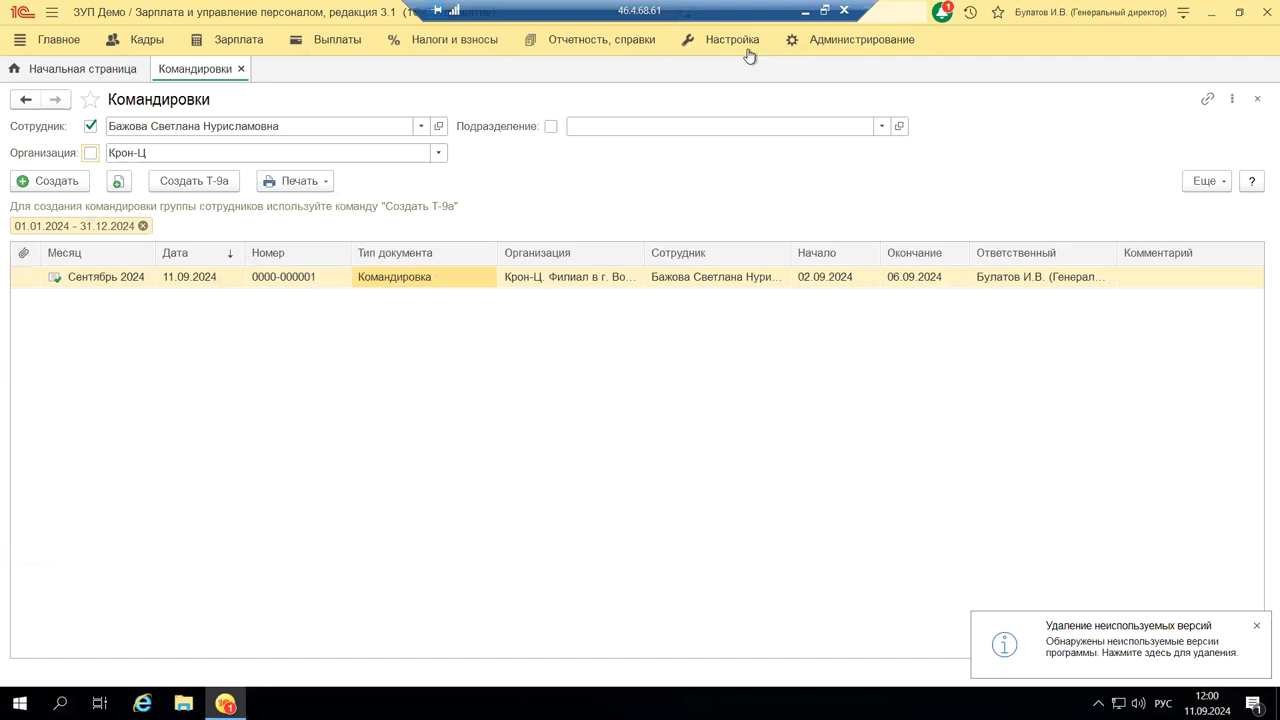 1С ЗУП Демо / Зарплата и управление персоналом, редакция 3.1 (1С
46.4.68.61
1
Булатов И.В. (Генеральный директор)
Главное
Кадры
Зарплата
Выплаты
% Налоги и взносы
Отчетность, справки
Настройка
Администрирование
Начальная страница
Командировки
Командировки
Сотрудник: Бажова Светлана Нурисламовна
Подразделение:
Организация: Крон-Ц
Создать
Создать Т-9а
Печать
Еще
?
Для создания командировки группы сотрудников используйте команду "Создать Т-9а"
01.01.2024 - 31.12.2024
Месяц Дата Номер Тип документа Организация Сотрудник Начало Окончание Ответственный Комментарий
Сентябрь 2024 11.09.2024 0000-000001 Командировка Крон-Ц. Филиал в г. Во... Бажова Светлана Нури... 02.09.2024 06.09.2024 Булатов И.В. (Генерал...
Удаление неиспользуемых версий
Обнаружены неиспользуемые версии
программы. Нажмите здесь для удаления.
1
РУС
12:00
11.09.2024
1